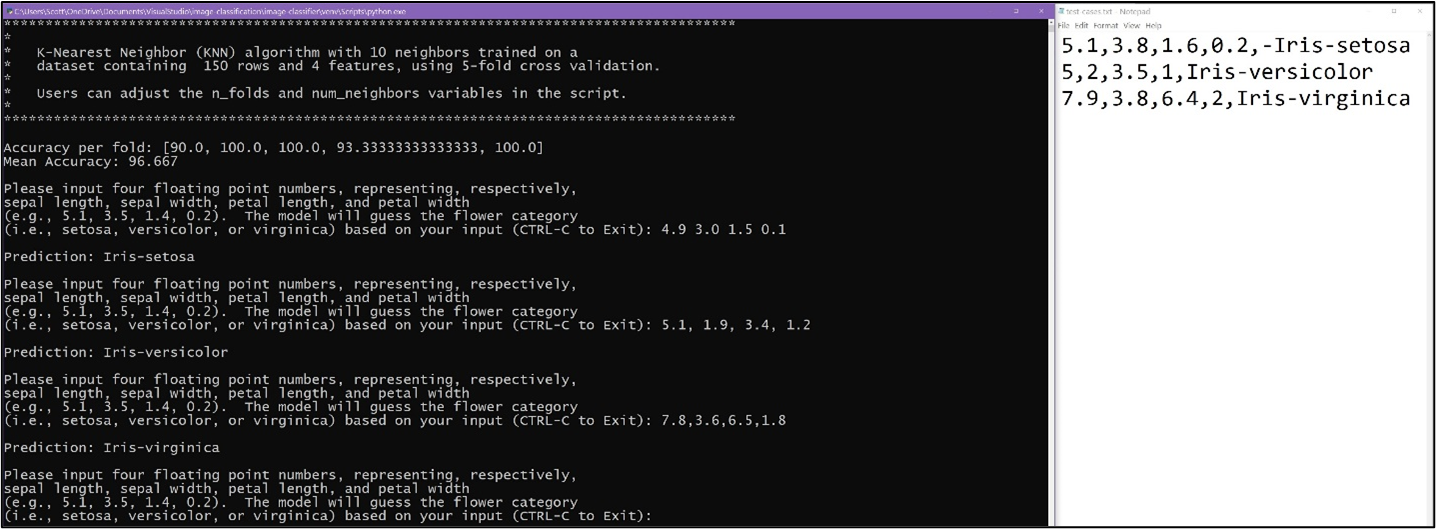 C:\Users\Scott\OneDrive\Documents\VisualStudio\image-classification\image-classifier\venv\Scripts\python.exe
*****************************************************************************************
*
*   K-Nearest Neighbor (KNN) algorithm with 10 neighbors trained on a
*   dataset containing  150 rows and 4 features, using 5-fold cross validation.
*
*   Users can adjust the n_folds and num_neighbors variables in the script.
*
*****************************************************************************************
Accuracy per fold: [90.0, 100.0, 100.0, 93.33333333333333, 100.0]
Mean Accuracy: 96.667
Please input four floating point numbers, representing, respectively,
sepal length, sepal width, petal length, and petal width
(e.g., 5.1, 3.5, 1.4, 0.2).  The model will guess the flower category
(i.e., setosa, versicolor, or virginica) based on your input (CTRL-C to Exit): 4.9 3.0 1.5 0.1
Prediction: Iris-setosa
Please input four floating point numbers, representing, respectively,
sepal length, sepal width, petal length, and petal width
(e.g., 5.1, 3.5, 1.4, 0.2).  The model will guess the flower category
(i.e., setosa, versicolor, or virginica) based on your input (CTRL-C to Exit): 5.1, 1.9, 3.4, 1.2
Prediction: Iris-versicolor
Please input four floating point numbers, representing, respectively,
sepal length, sepal width, petal length, and petal width
(e.g., 5.1, 3.5, 1.4, 0.2).  The model will guess the flower category
(i.e., setosa, versicolor, or virginica) based on your input (CTRL-C to Exit): 7.8,3.6,6.5,1.8
Prediction: Iris-virginica
Please input four floating point numbers, representing, respectively,
sepal length, sepal width, petal length, and petal width
(e.g., 5.1, 3.5, 1.4, 0.2).  The model will guess the flower category
(i.e., setosa, versicolor, or virginica) based on your input (CTRL-C to Exit):
test-cases.txt - Notepad
File Edit Format View Help
5.1,3.8,1.6,0.2,-Iris-setosa
5,2,3.5,1,Iris-versicolor
7.9,3.8,6.4,2,Iris-virginica